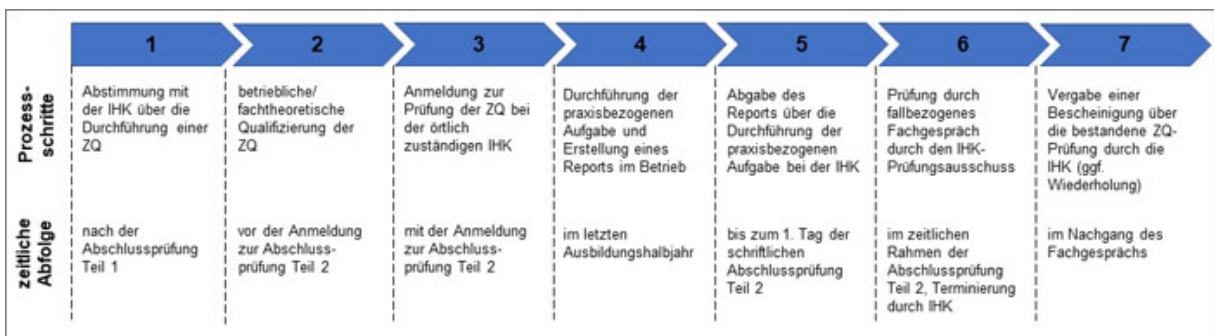 1
2
3
4
5
6
7
Prozess-
schritte
Abstimmung mit
der IHK über die
Durchführung einer
ZQ
betriebliche/
fachtheoretische
Qualifizierung der
ZQ
Anmeldung zur
Prüfung der ZQ bei
der örtlich
zuständigen IHK
Durchführung der
praxisbezogenen
Aufgabe und
Erstellung eines
Reports im Betrieb
Abgabe des
Reports über die
Durchführung der
praxisbezogenen
Aufgabe bei der IHK
Prüfung durch
fallbezogenes
Fachgespräch
durch den IHK-
Prüfungsausschuss
Vergabe einer
Bescheinigung über
die bestandene ZQ-
Prüfung durch die
IHK (ggf.
Wiederholung)
zeitliche
Abfolge
nach der
Abschlussprüfung
Teil 1
vor der Anmeldung
zur Abschluss-
prüfung Teil 2
mit der Anmeldung
zur Abschluss-
prüfung Teil 2
im letzten
Ausbildungshalbjahr
bis zum 1. Tag der
schriftlichen
Abschlussprüfung
Teil 2
im zeitlichen
Rahmen der
Abschlussprüfung
Teil 2, Terminierung
durch IHK
im Nachgang des
Fachgesprächs